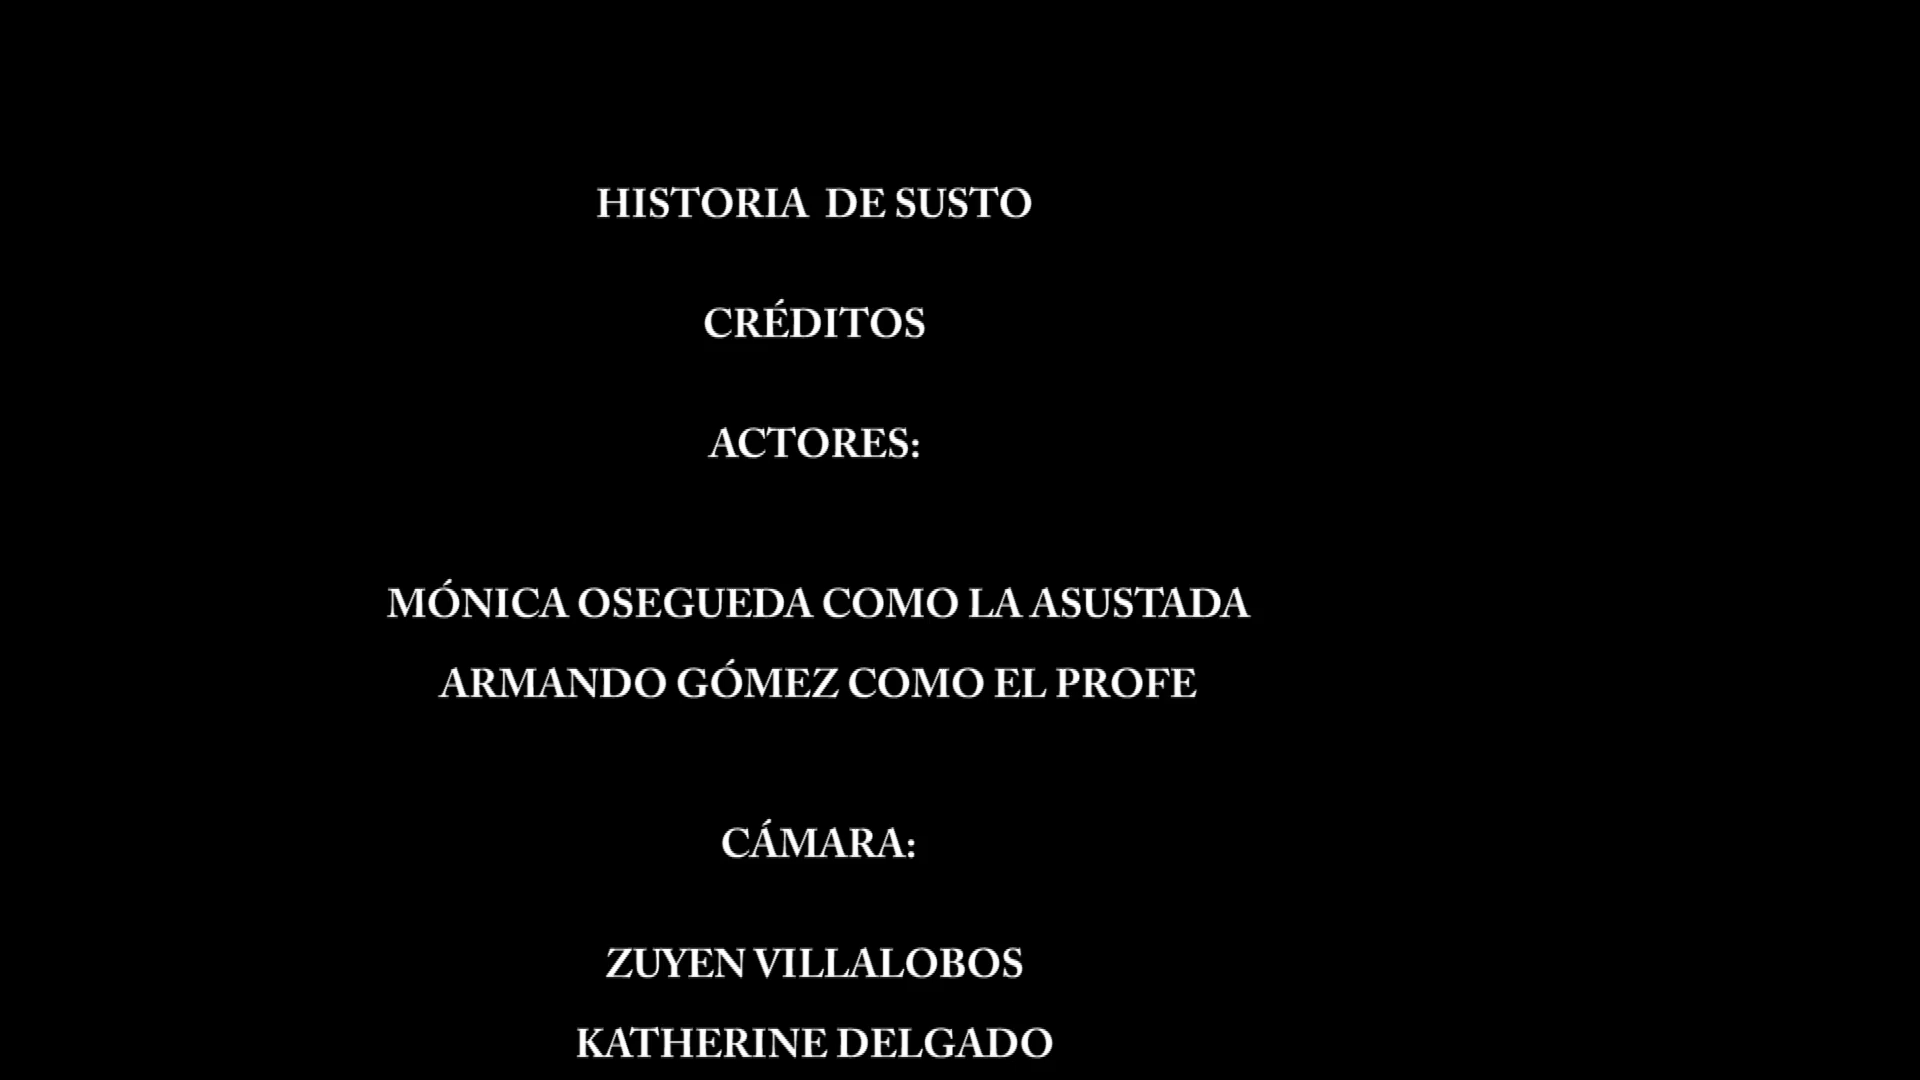 HISTORIA  DE SUSTO
CRÉDITOS
ACTORES:
MÓNICA OSEGUEDA COMO LA ASUSTADA
ARMANDO GÓMEZ COMO EL PROFE
CÁMARA:
ZUYEN VILLALOBOS
KATHERINE DELGADO